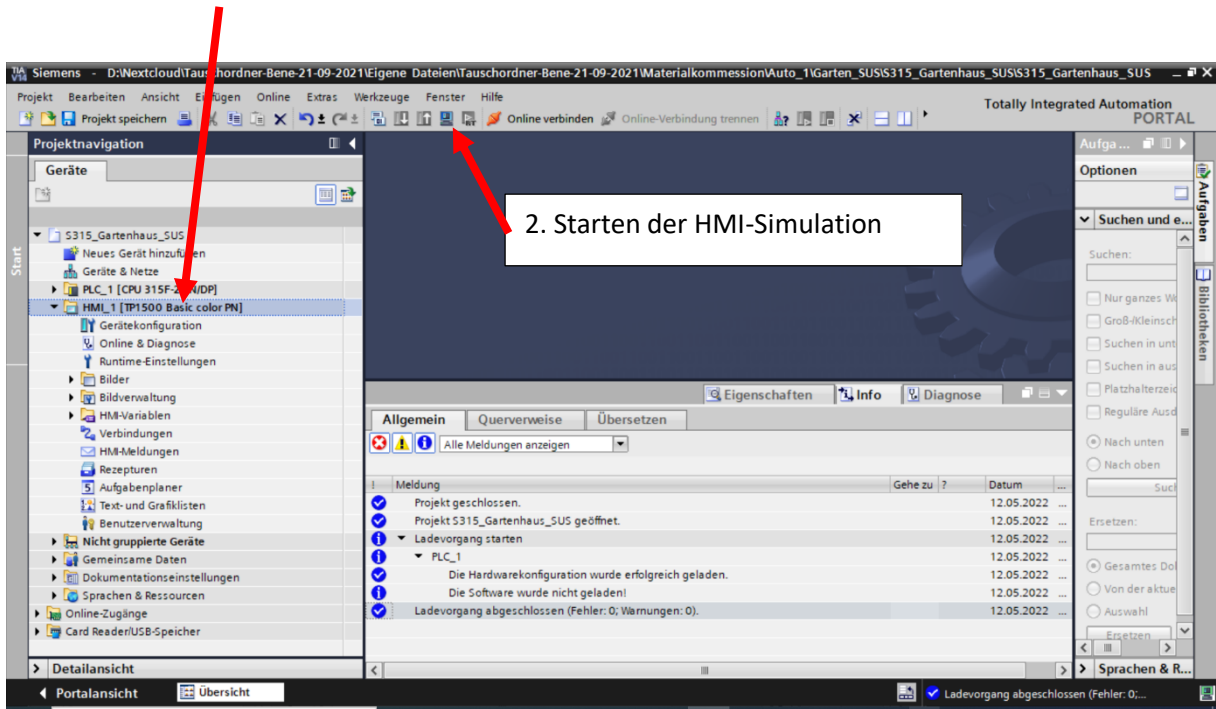 TIA V14 Siemens - D:\Nextcloud\Tauschordner-Bene-21-09-2021\Eigene Dateien\Tauschordner-Bene-21-09-2021\Materialkommession\Auto_1\Garten_SUS\S315_Gartenhaus_SUS\S315_Gartenhaus_SUS
Projekt Bearbeiten Ansicht Einfügen Online Extras Werkzeuge Fenster Hilfe
Totally Integrated Automation
PORTAL
Projekt speichern Online verbinden Online-Verbindung trennen
Projektnavigation
Geräte
S315_Gartenhaus_SUS
Neues Gerät hinzufügen
Geräte & Netze
PLC_1 [CPU 315F-2 PN/DP]
HMI_1 [TP1500 Basic color PN]
Gerätekonfiguration
Online & Diagnose
Runtime-Einstellungen
Bilder
Bildverwaltung
HMI-Variablen
Verbindungen
HMI-Meldungen
Rezepturen
Aufgabenplaner
Text- und Grafiklisten
Benutzerverwaltung
Nicht gruppierte Geräte
Gemeinsame Daten
Dokumentationseinstellungen
Sprachen & Ressourcen
Online-Zugänge
Card Reader/USB-Speicher
Detailansicht
Start
2. Starten der HMI-Simulation
Eigenschaften Info Diagnose
Allgemein Querverweise Übersetzen
Alle Meldungen anzeigen
! Meldung Gehe zu ? Datum ...
Projekt geschlossen. 12.05.2022 ...
Projekt S315_Gartenhaus_SUS geöffnet. 12.05.2022 ...
Ladevorgang starten 12.05.2022 ...
PLC_1 12.05.2022 ...
Die Hardwarekonfiguration wurde erfolgreich geladen. 12.05.2022 ...
Die Software wurde nicht geladen! 12.05.2022 ...
Ladevorgang abgeschlossen (Fehler: 0; Warnungen: 0). 12.05.2022 ...
Aufga...
Optionen
Suchen und e...
Suchen:
Nur ganzes Wo
Groß-/Kleinsch
Suchen in unt
Suchen in aus
Platzhalterzeic
Reguläre Ausd
Nach unten
Nach oben
Such
Ersetzen:
Gesamtes Dol
Von der aktue
Auswahl
Ersetzen
Sprachen & R...
Aufgaben
Bibliotheken
Portalansicht Übersicht
Ladevorgang abgeschlossen (Fehler: 0;...